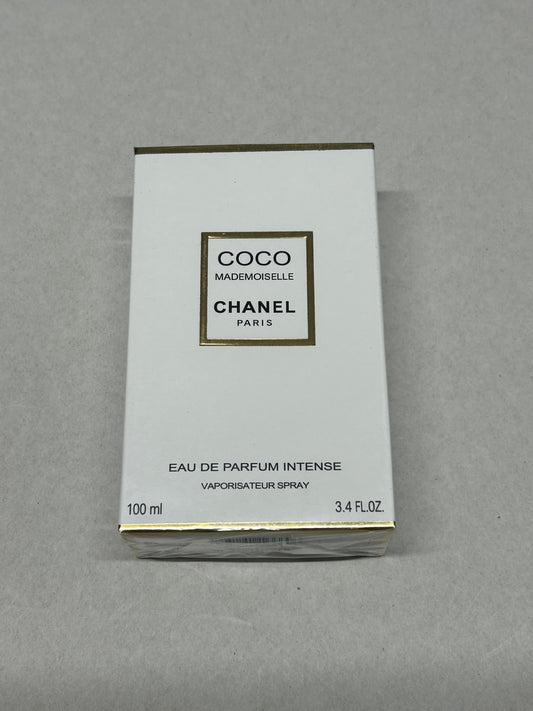 COCO
MADEMOISELLE
CHANEL
PARIS
EAU DE PARFUM INTENSE
VAPORISATEUR SPRAY
100 ml
3.4 FL.OZ.